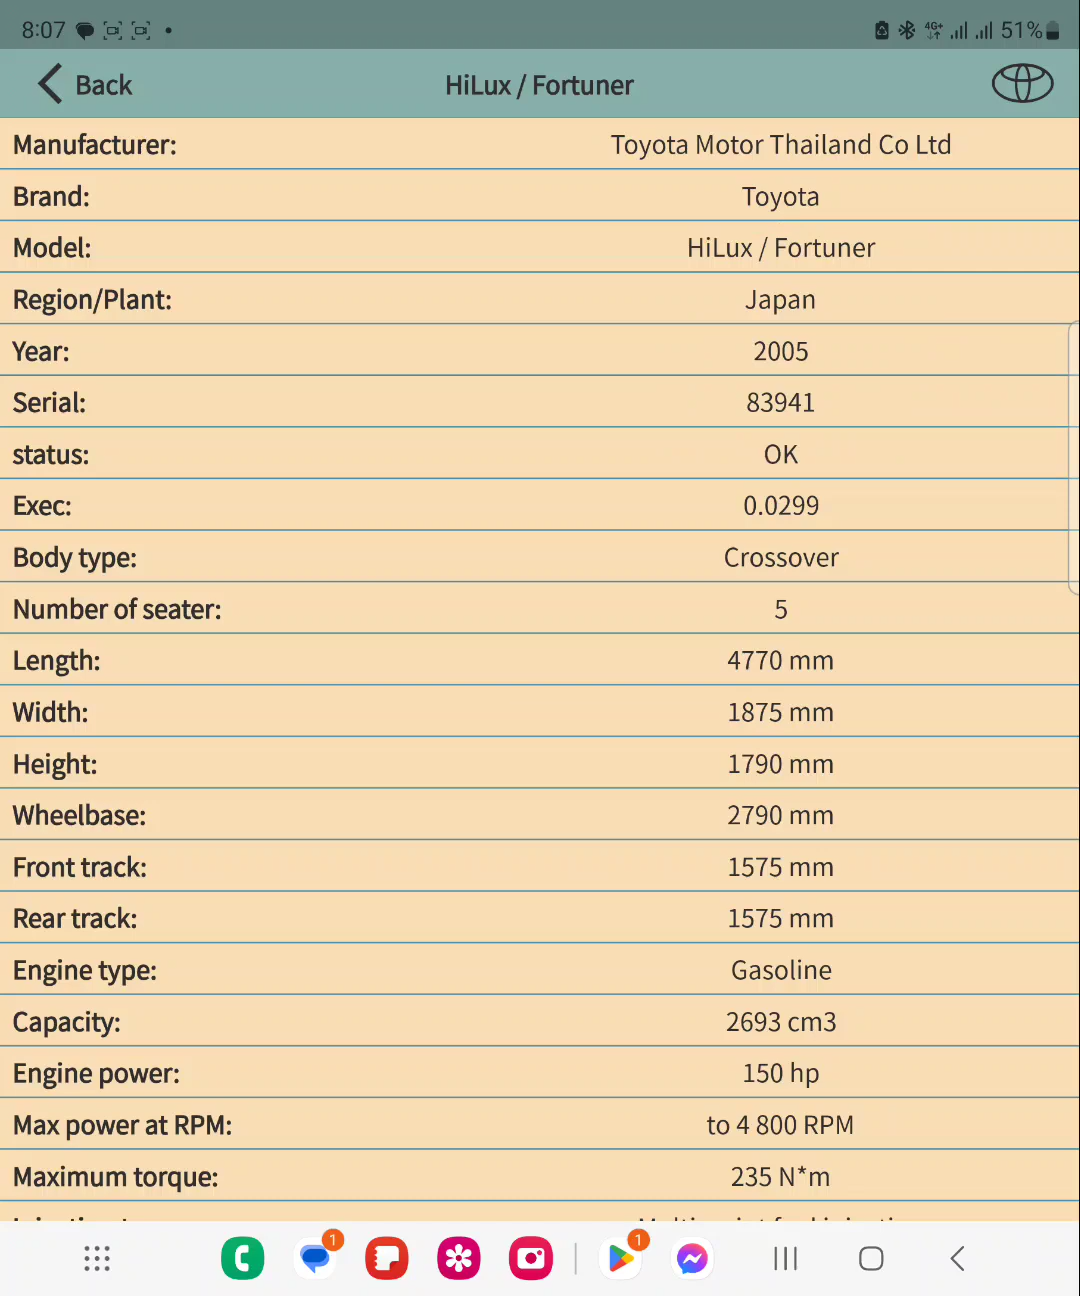 8:07
4G+ 51%
Back HiLux / Fortuner
Manufacturer: Toyota Motor Thailand Co Ltd
Brand: Toyota
Model: HiLux / Fortuner
Region/Plant: Japan
Year: 2005
Serial: 83941
status: OK
Exec: 0.0299
Body type: Crossover
Number of seater: 5
Length: 4770 mm
Width: 1875 mm
Height: 1790 mm
Wheelbase: 2790 mm
Front track: 1575 mm
Rear track: 1575 mm
Engine type: Gasoline
Capacity: 2693 cm3
Engine power: 150 hp
Max power at RPM: to 4 800 RPM
Maximum torque: 235 N*m
1 1